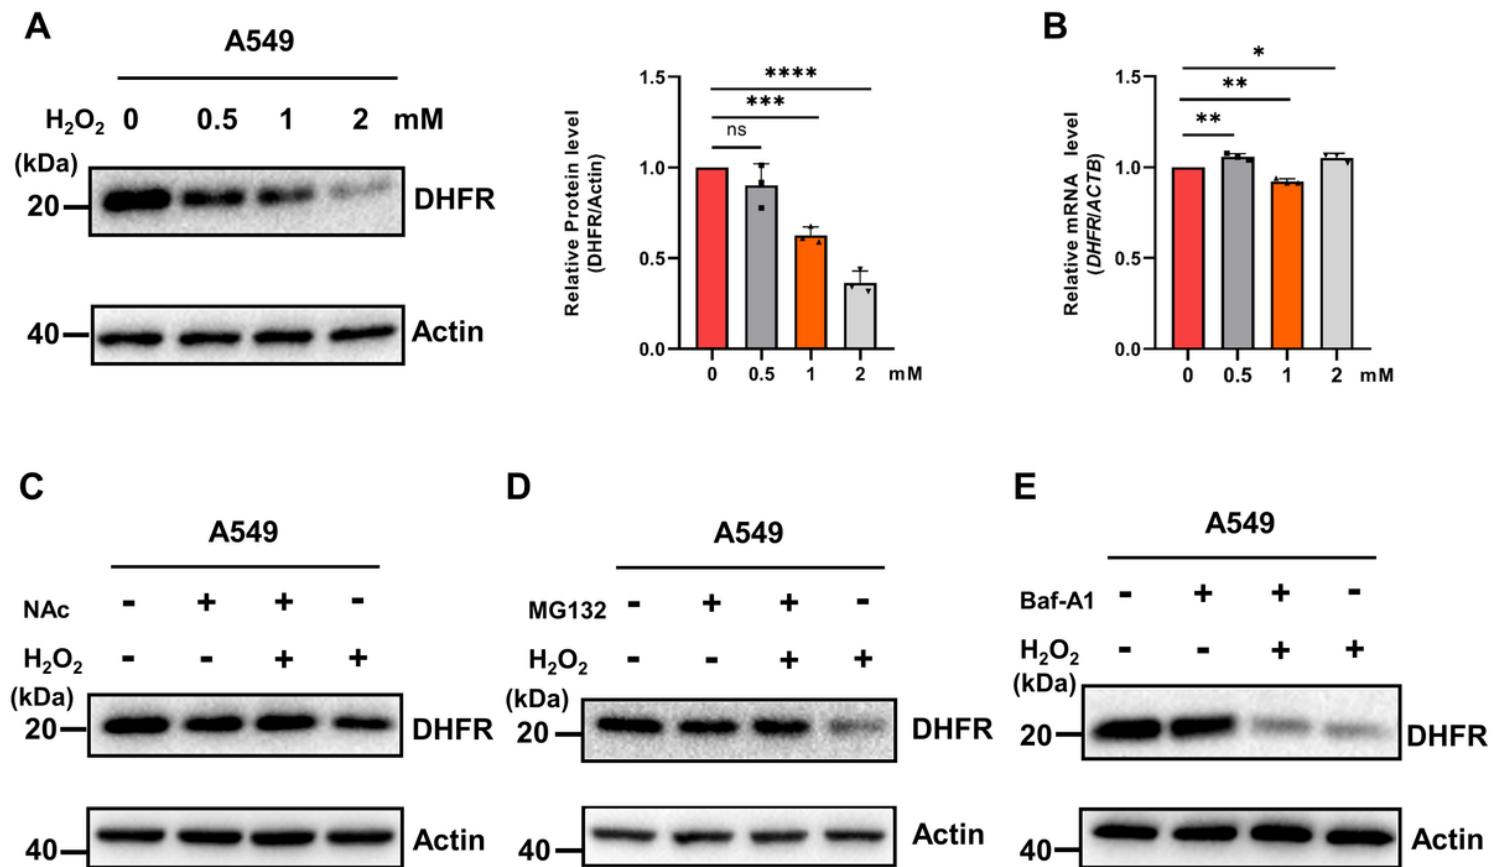 A
A549
H₂O₂ 0 0.5 1 2 mM
(kDa)
20 DHFR
40 Actin
Relative Protein level
(DHFR/Actin)
1.5
1.0
0.5
0.0
****
***
ns
0 0.5 1 2 mM
B
Relative mRNA level
(DHFR/ACTB)
1.5
1.0
0.5
0.0
*
**
**
0 0.5 1 2 mM
C
A549
NAc - + + -
H₂O₂ - - + +
(kDa)
20 DHFR
40 Actin
D
A549
MG132 - + + -
H₂O₂ - - + +
(kDa)
20 DHFR
40 Actin
E
A549
Baf-A1 - + + -
H₂O₂ - - + +
(kDa)
20 DHFR
40 Actin